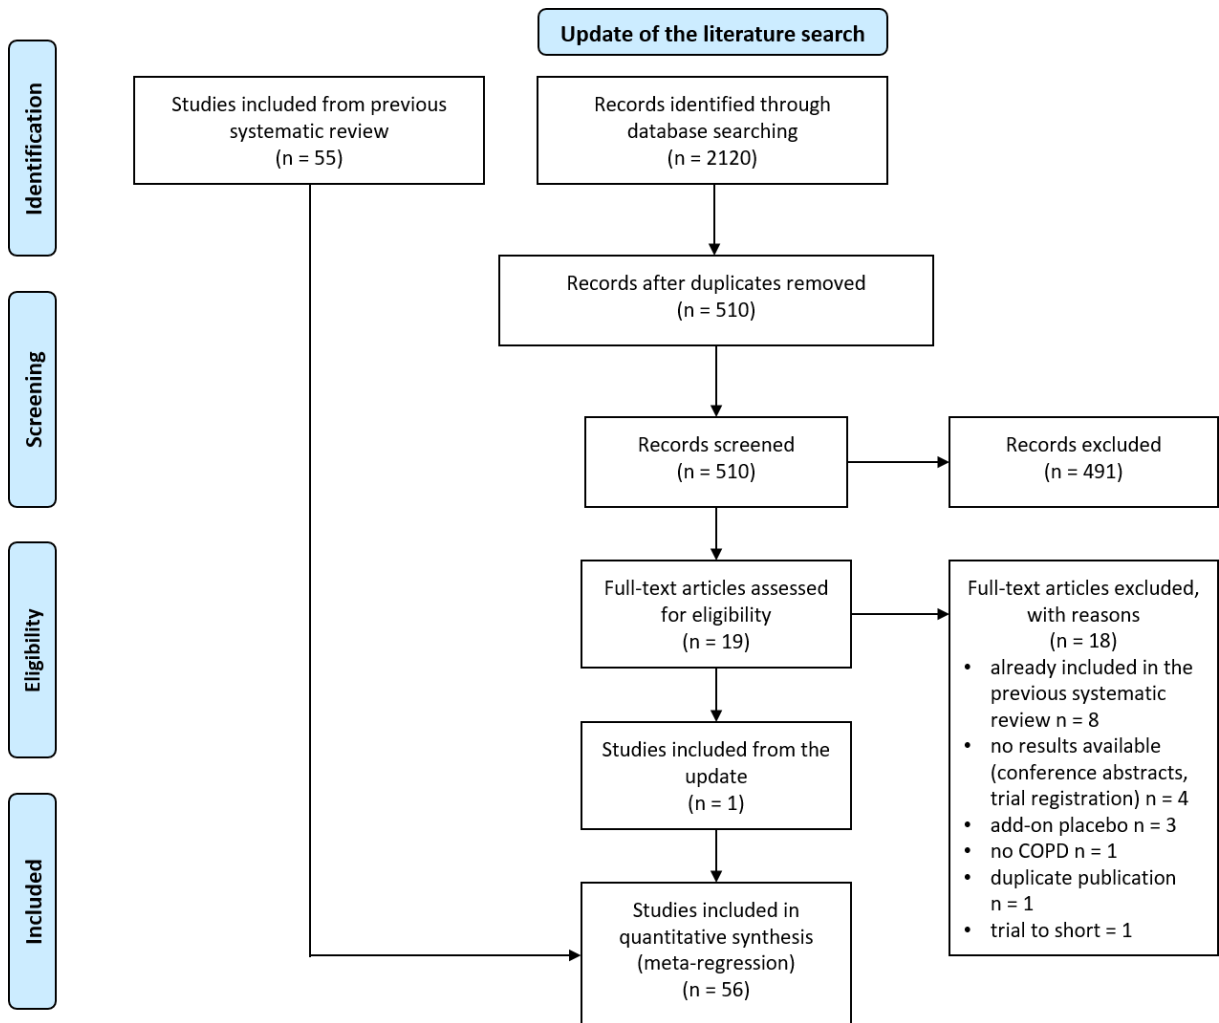 Update of the literature search
Identification
Studies included from previous
systematic review
(n = 55)
Records identified through
database searching
(n = 2120)
Records after duplicates removed
(n = 510)
Screening
Records screened
(n = 510)
Records excluded
(n = 491)
Eligibility
Full-text articles assessed
for eligibility
(n = 19)
Full-text articles excluded,
with reasons
(n = 18)
• already included in the
previous systematic
review n = 8
• no results available
(conference abstracts,
trial registration) n = 4
• add-on placebo n = 3
• no COPD n = 1
• duplicate publication
n = 1
• trial to short = 1
Studies included from the
update
(n = 1)
Included
Studies included in
quantitative synthesis
(meta-regression)
(n = 56)